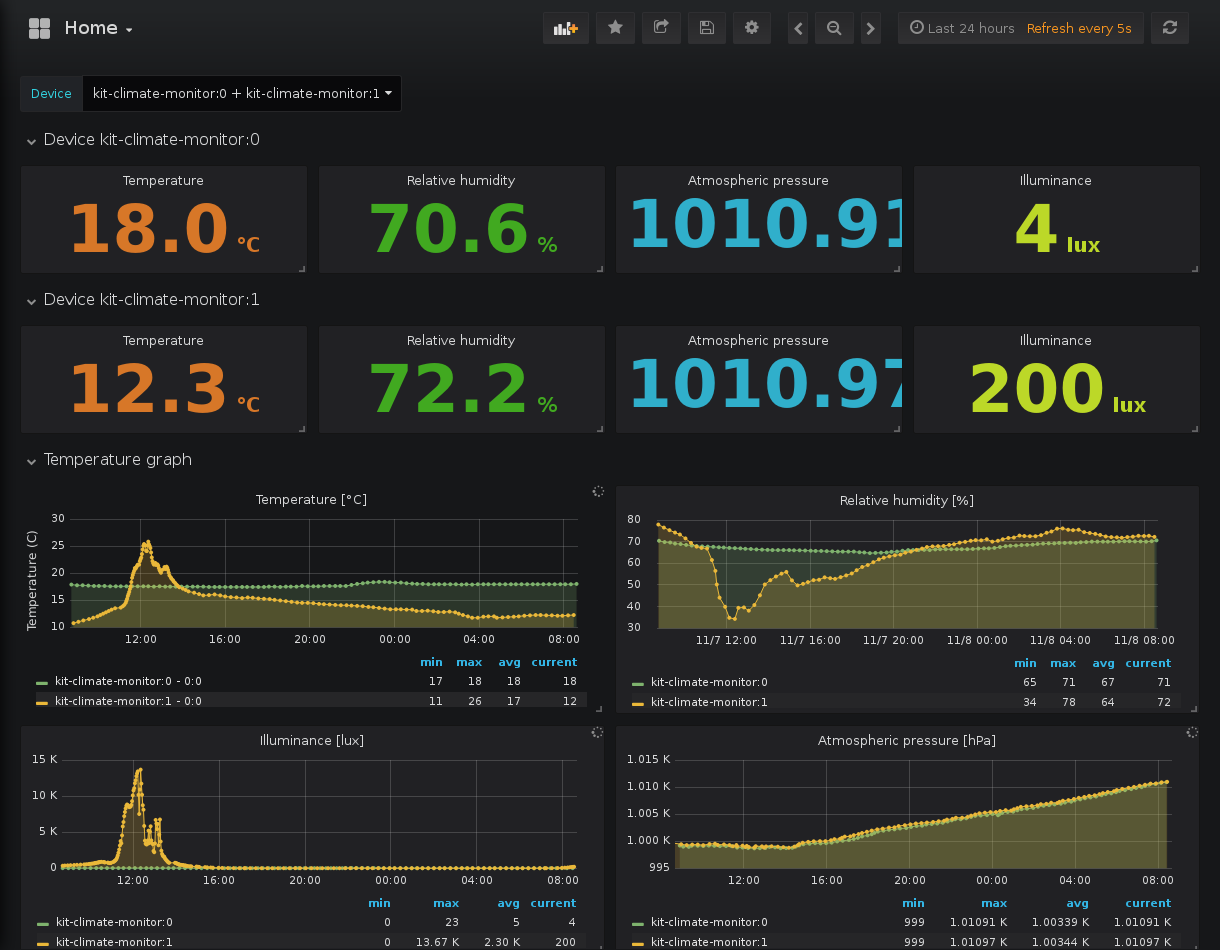 Home
Last 24 hours Refresh every 5s
Device kit-climate-monitor:0 + kit-climate-monitor:1
Device kit-climate-monitor:0
Temperature Relative humidity Atmospheric pressure Illuminance
18.0 °C 70.6 % 1010.91 4 lux
Device kit-climate-monitor:1
Temperature Relative humidity Atmospheric pressure Illuminance
12.3 °C 72.2 % 1010.97 200 lux
Temperature graph
Temperature [°C]
Temperature (C)
30
25
20
15
10
12:00 16:00 20:00 00:00 04:00 08:00
min max avg current
kit-climate-monitor:0 - 0:0 17 18 18 18
kit-climate-monitor:1 - 0:0 11 26 17 12
Relative humidity [%]
80
70
60
50
40
30
11/7 12:00 11/7 16:00 11/7 20:00 11/8 00:00 11/8 04:00 11/8 08:00
min max avg current
kit-climate-monitor:0 65 71 67 71
kit-climate-monitor:1 34 78 64 72
Illuminance [lux]
15 K
10 K
5 K
0
12:00 16:00 20:00 00:00 04:00 08:00
min max avg current
kit-climate-monitor:0 0 23 5 4
kit-climate-monitor:1 0 13.67 K 2.30 K 200
Atmospheric pressure [hPa]
1.015 K
1.010 K
1.005 K
1.000 K
995
12:00 16:00 20:00 00:00 04:00 08:00
min max avg current
kit-climate-monitor:0 999 1.01091 K 1.00339 K 1.01091 K
kit-climate-monitor:1 999 1.01097 K 1.00344 K 1.01097 K